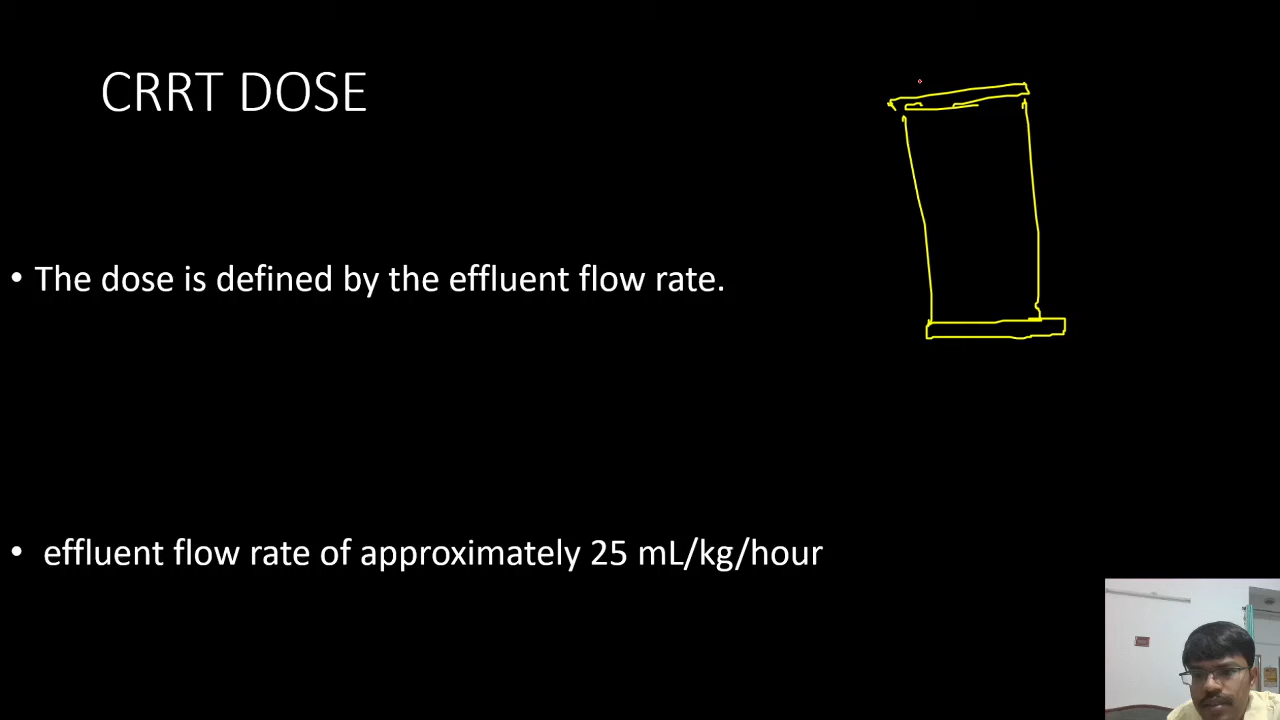 CRRT DOSE
• The dose is defined by the effluent flow rate.
• effluent flow rate of approximately 25 mL/kg/hour